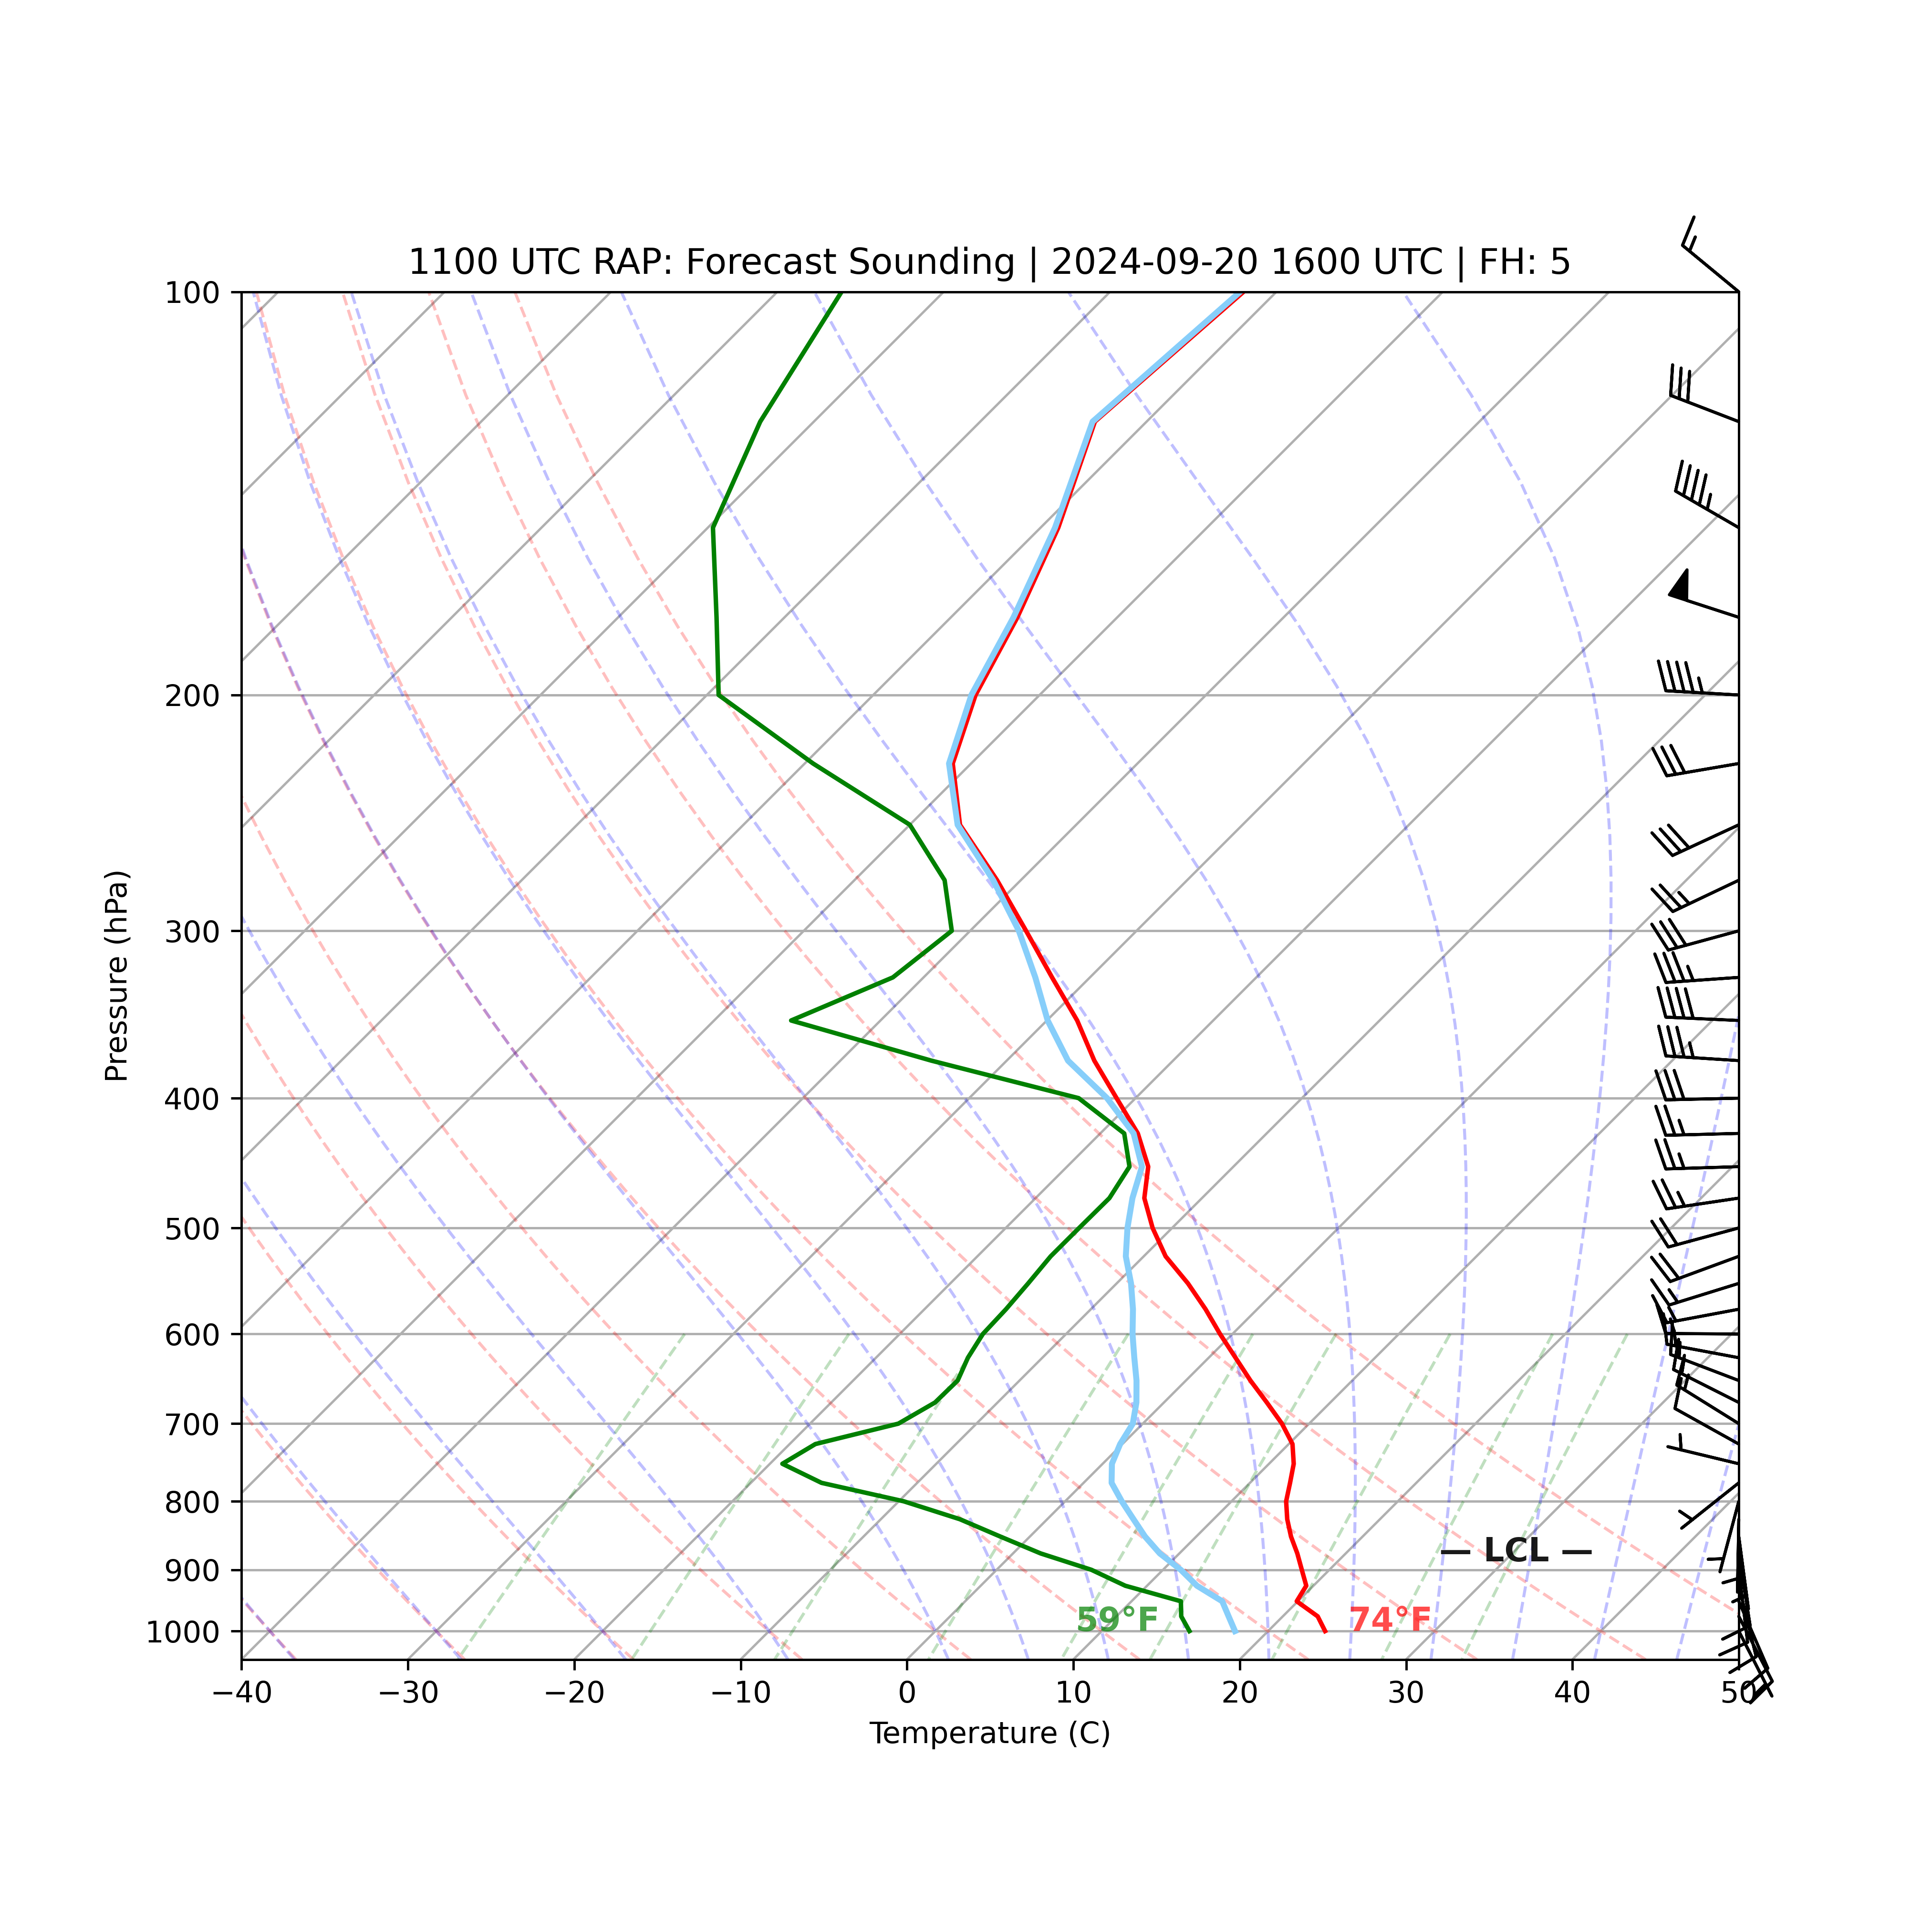 1100 UTC RAP: Forecast Sounding | 2024-09-20 1600 UTC | FH: 5
100
200
300
400
500
600
700
800
900
1000
Pressure (hPa)
— LCL —
59°F
74°F
−40 −30 −20 −10 0 10 20 30 40 50
Temperature (C)